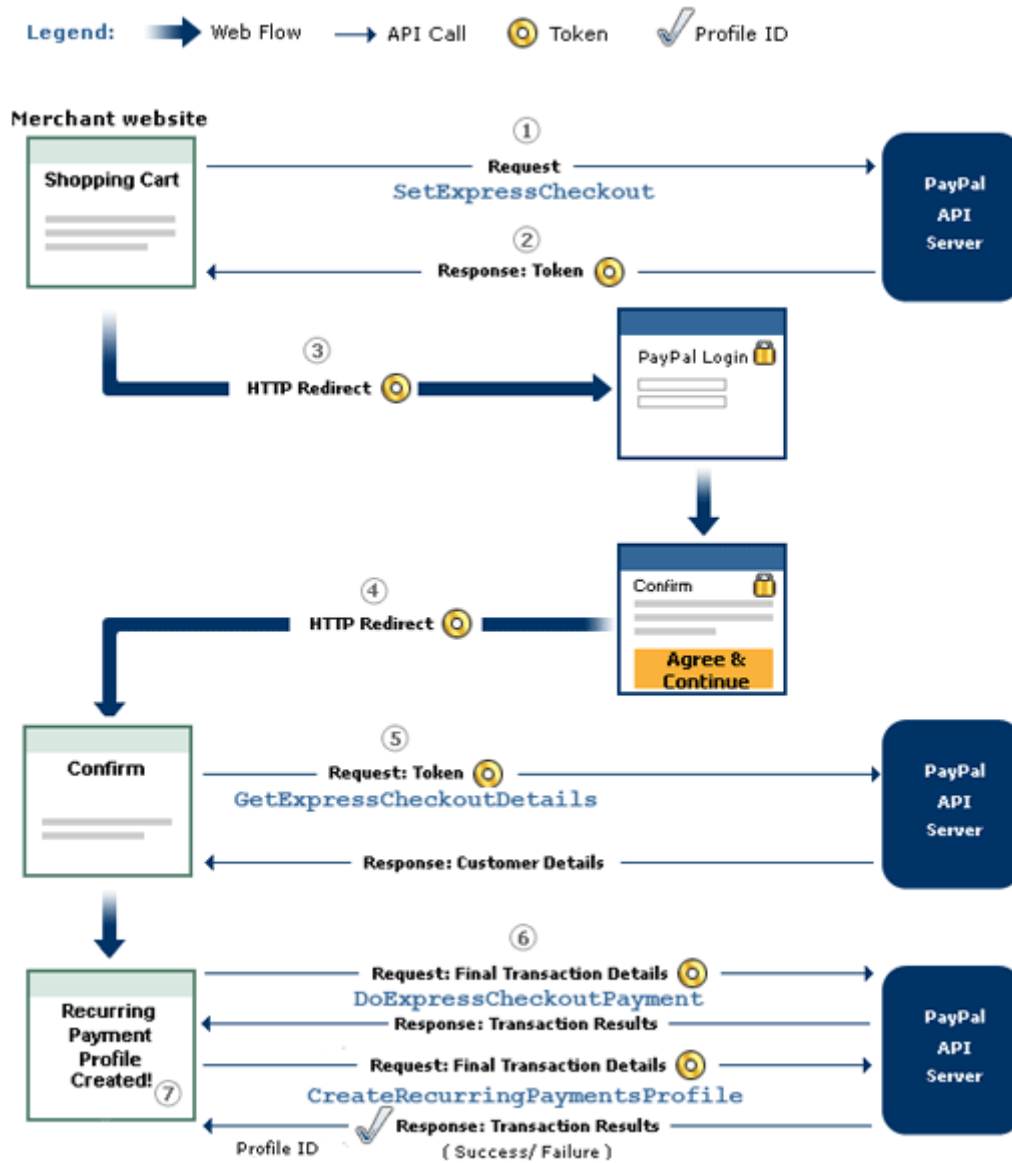 Legend: Web Flow API Call Token Profile ID
Merchant website
Shopping Cart
1
Request
SetExpressCheckout
PayPal
API
Server
2
Response: Token
3
HTTP Redirect
PayPal Login
4
HTTP Redirect
Confirm
Agree &
Continue
Confirm
5
Request: Token
GetExpressCheckoutDetails
Response: Customer Details
PayPal
API
Server
6
Request: Final Transaction Details
DoExpressCheckoutPayment
Response: Transaction Results
Request: Final Transaction Details
CreateRecurringPaymentsProfile
Response: Transaction Results
( Success/ Failure )
Profile ID
Recurring
Payment
Profile
Created!
7
PayPal
API
Server